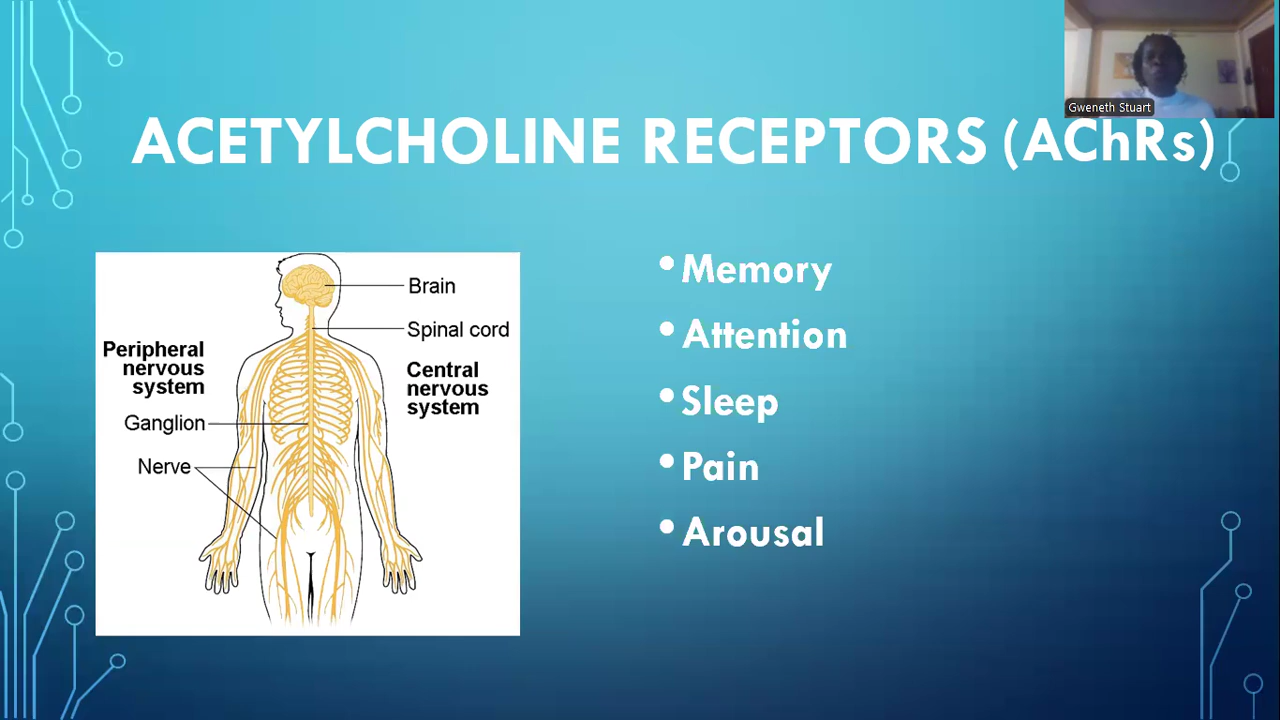 Gweneth Stuart
ACETYLCHOLINE RECEPTORS (AChRs)
Brain
Spinal cord
Peripheral
nervous
system
Central
nervous
system
Ganglion
Nerve
•Memory
•Attention
•Sleep
•Pain
•Arousal